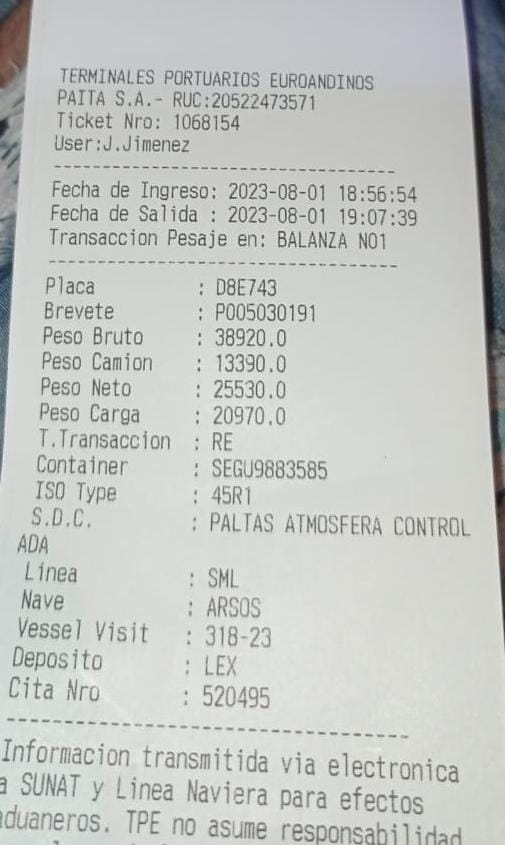 TERMINALES PORTUARIOS EUROANDINOS
PAITA S.A.- RUC:20522473571
Ticket Nro: 1068154
User:J.Jimenez
-----------------------------------
Fecha de Ingreso: 2023-08-01 18:56:54
Fecha de Salida : 2023-08-01 19:07:39
Transaccion Pesaje en: BALANZA NO1
-----------------------------------
Placa : D8E743
Brevete : P005030191
Peso Bruto : 38920.0
Peso Camion : 13390.0
Peso Neto : 25530.0
Peso Carga : 20970.0
T.Transaccion : RE
Container : SEGU9883585
ISO Type : 45R1
S.D.C. : PALTAS ATMOSFERA CONTROL
ADA
Linea : SML
Nave : ARSOS
Vessel Visit : 318-23
Deposito : LEX
Cita Nro : 520495
-----------------------------------
Informacion transmitida via electronica
a SUNAT y Linea Naviera para efectos
aduaneros. TPE no asume responsabilidad